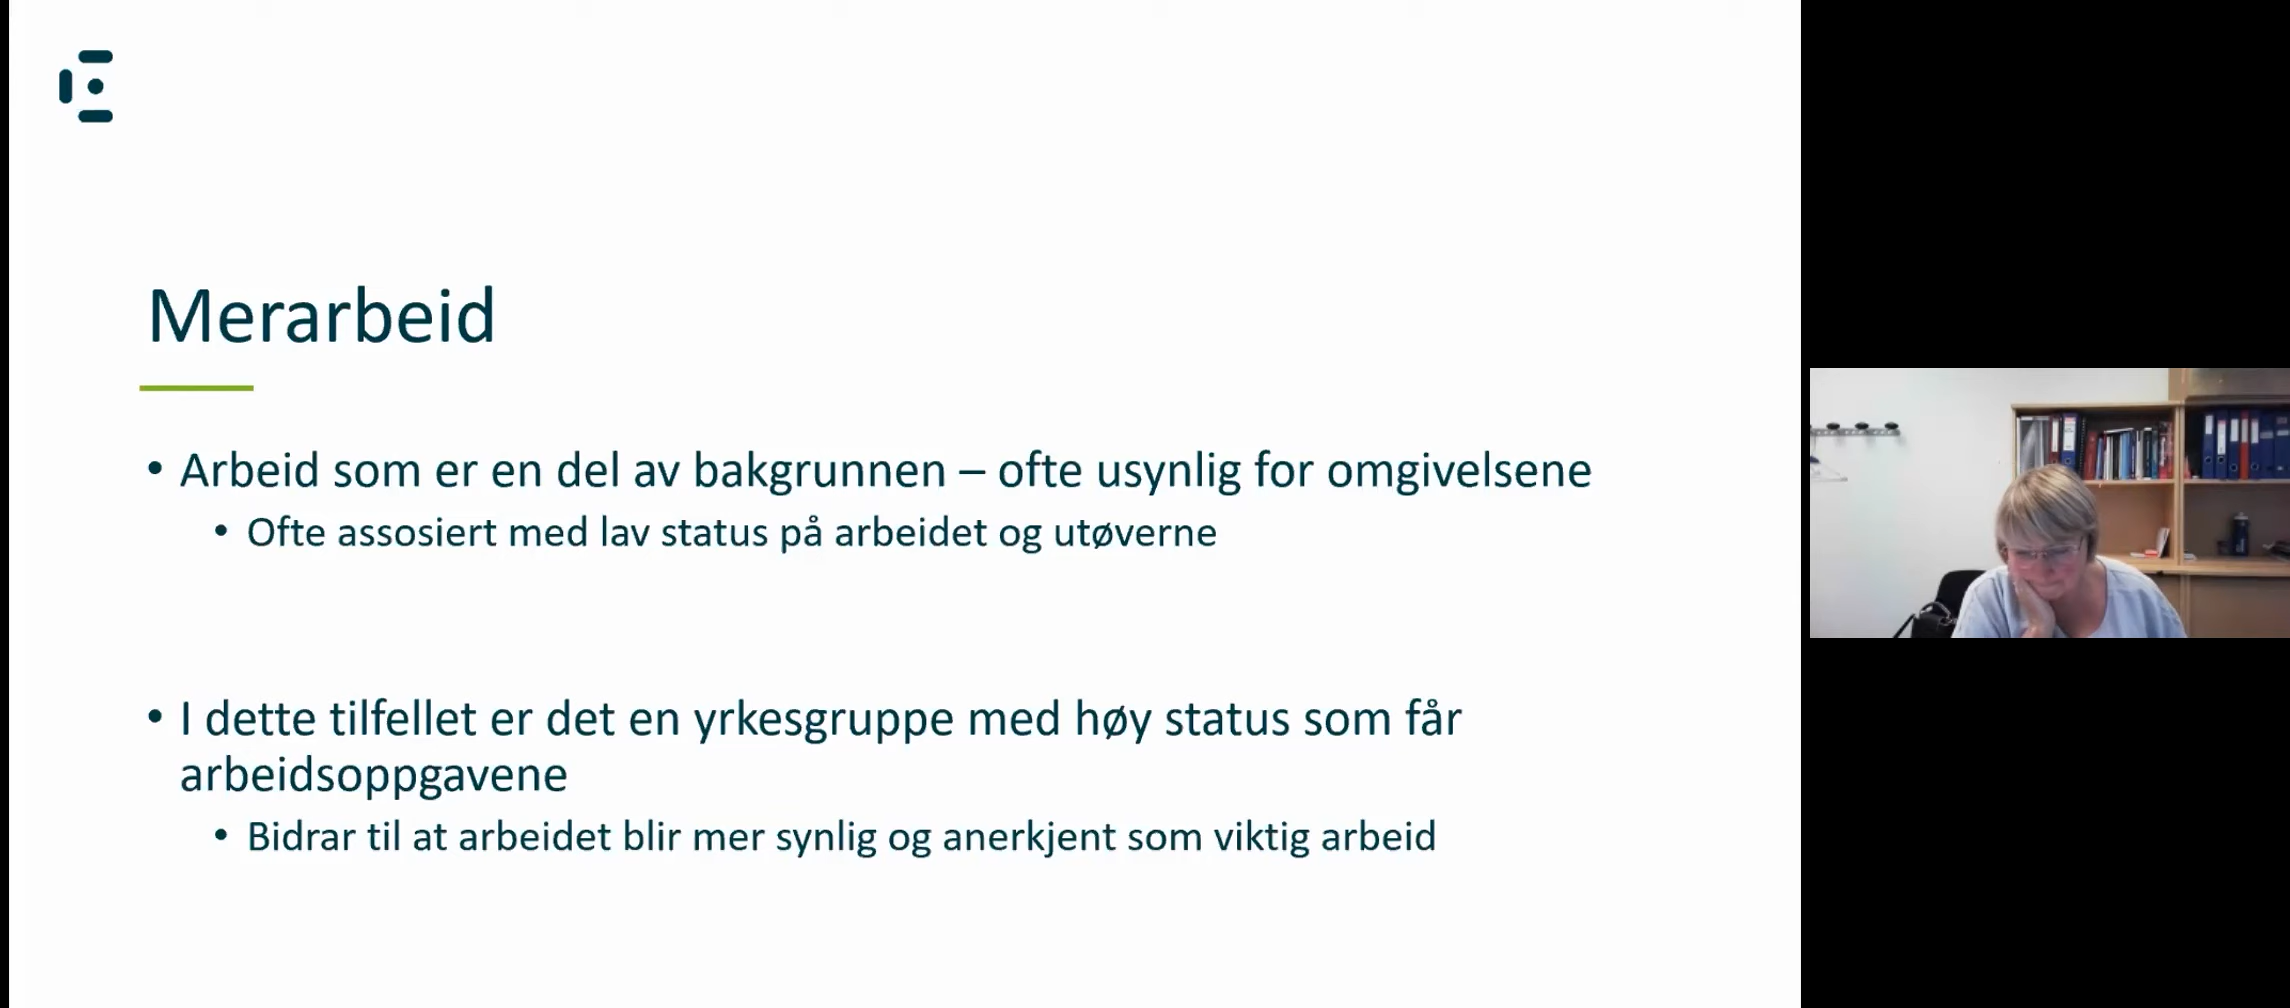 Merarbeid
• Arbeid som er en del av bakgrunnen – ofte usynlig for omgivelsene
• Ofte assosiert med lav status på arbeidet og utøverne
• I dette tilfellet er det en yrkesgruppe med høy status som får
arbeidsoppgavene
• Bidrar til at arbeidet blir mer synlig og anerkjent som viktig arbeid